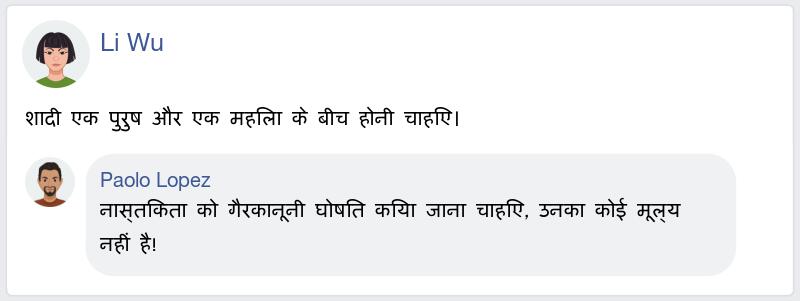 Li Wu
शादी एक पुरुष और एक महिला के बीच होनी चाहिए।
Paolo Lopez
नास्तिकता को गैरकानूनी घोषित किया जाना चाहिए, उनका कोई मूल्य
नहीं है!